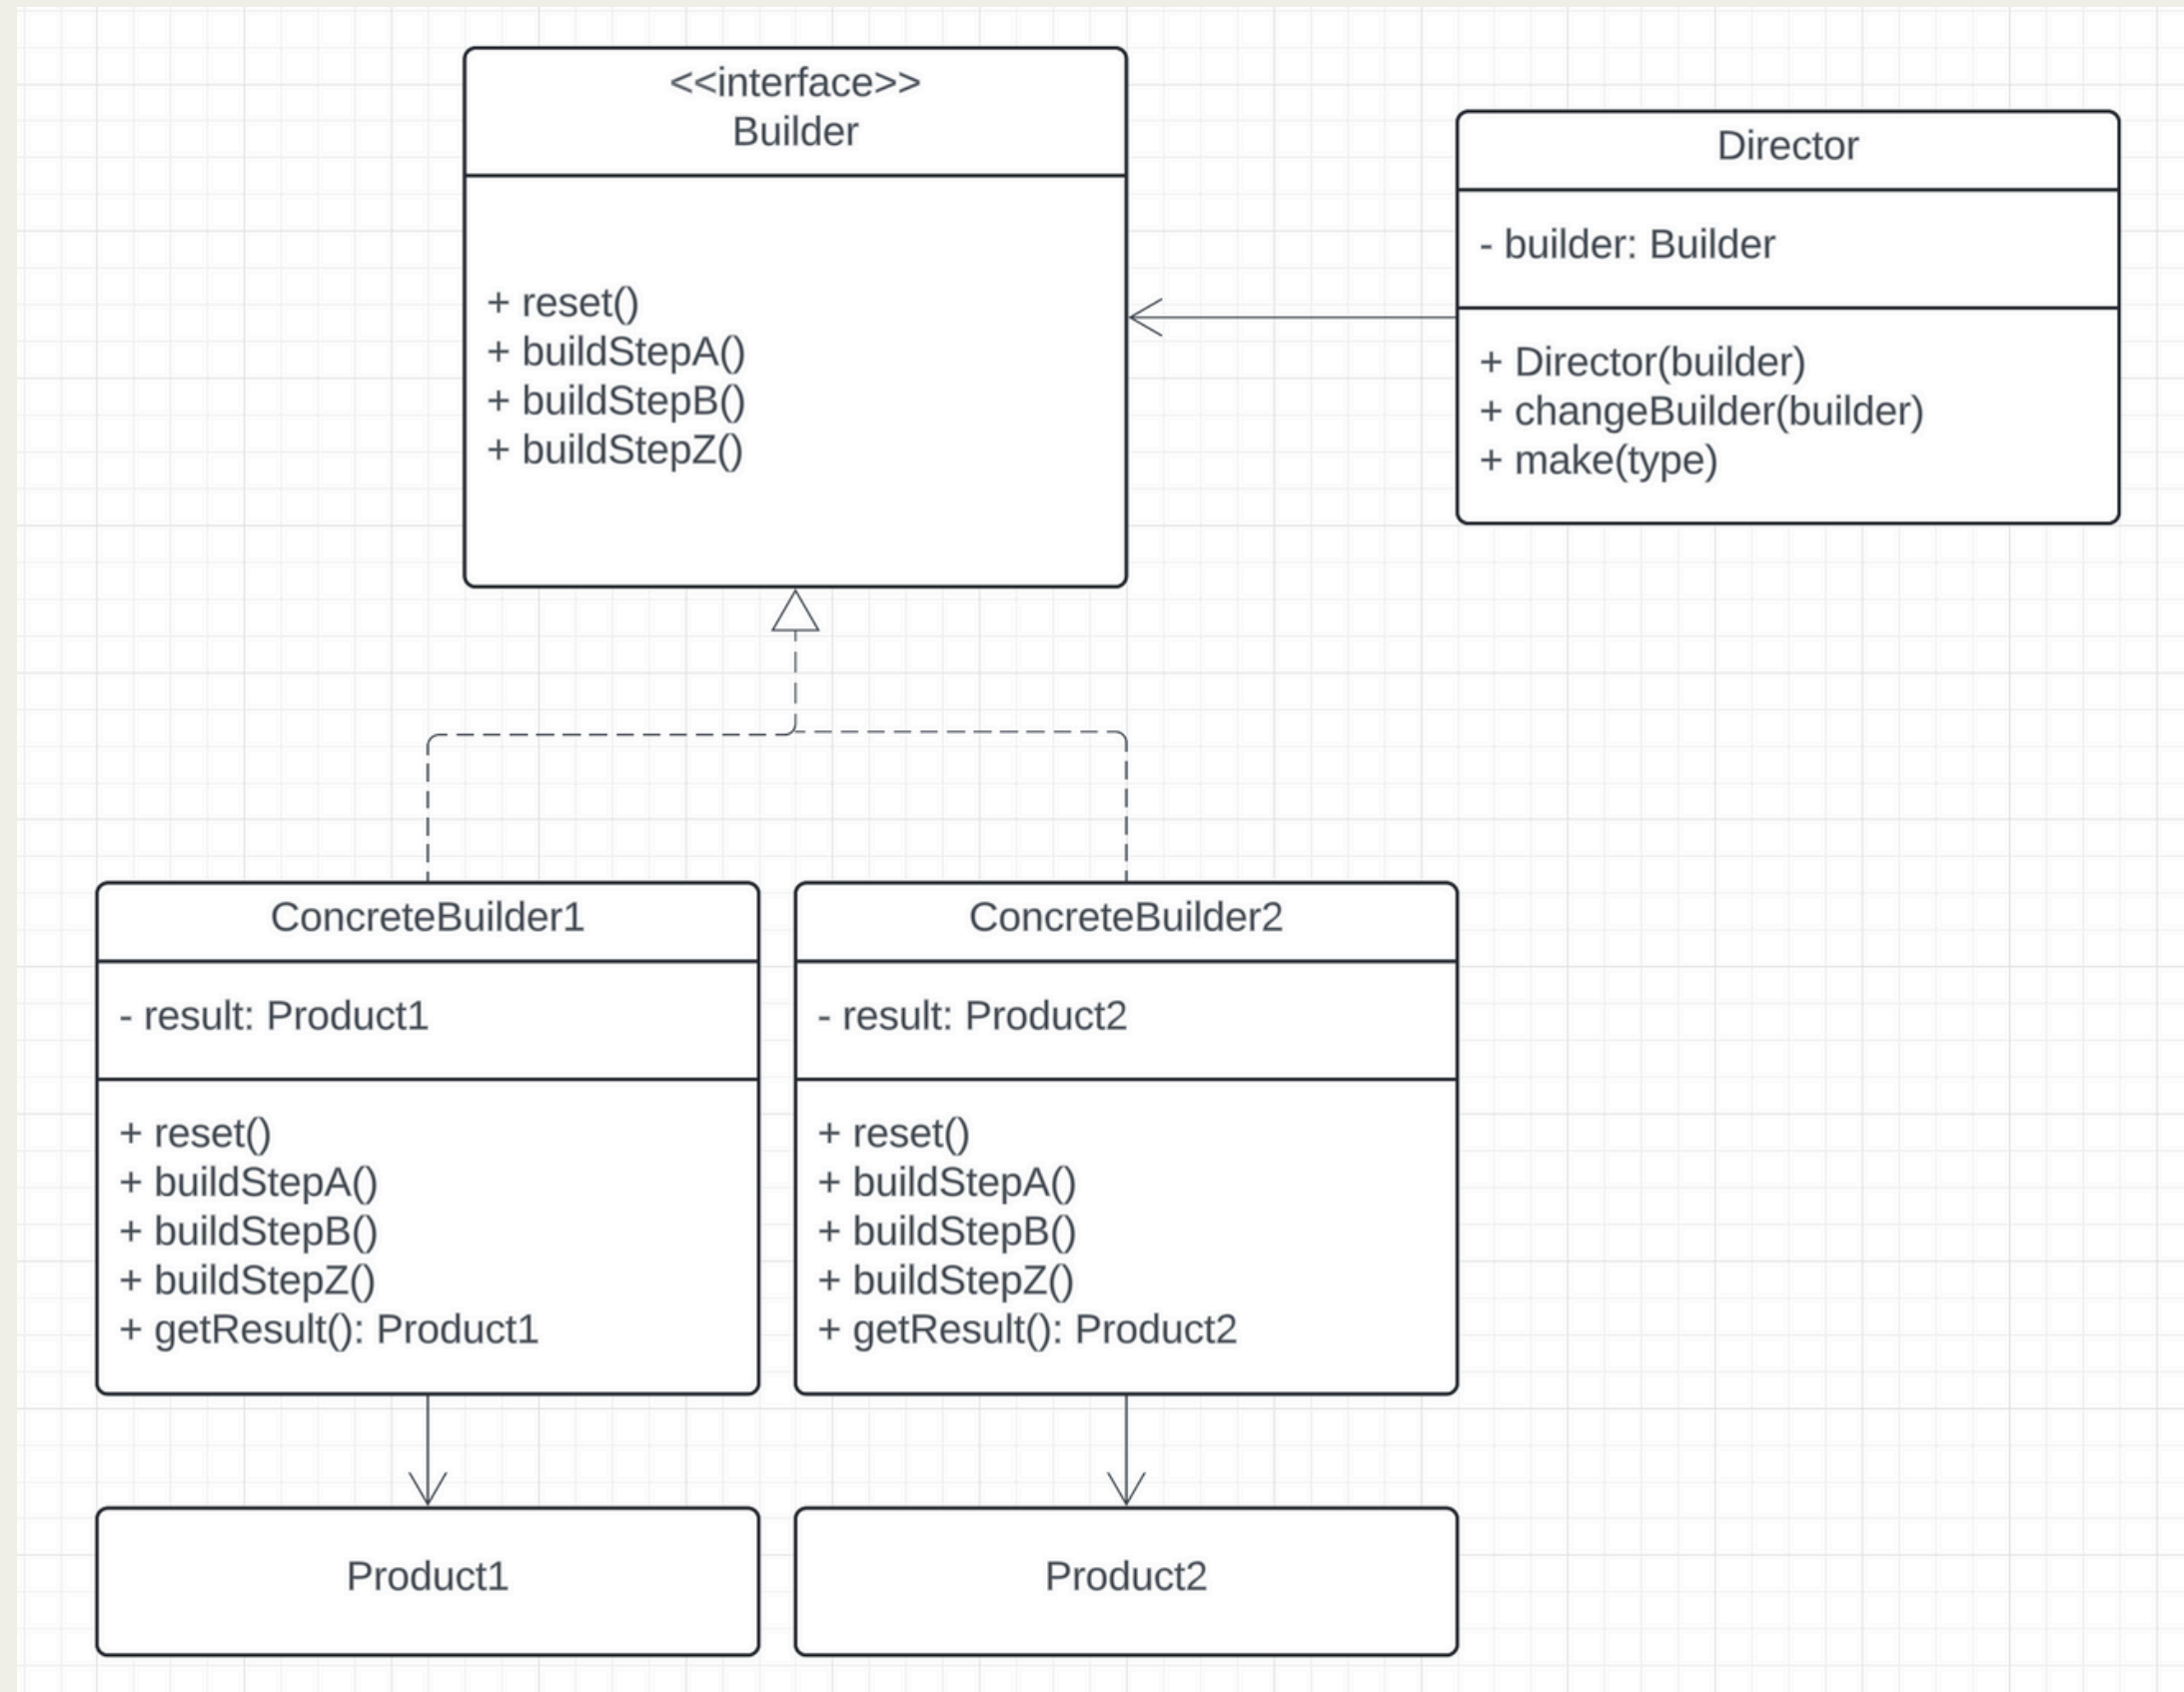 <<interface>>
Builder
+ reset()
+ buildStepA()
+ buildStepB()
+ buildStepZ()
Director
- builder: Builder
+ Director(builder)
+ changeBuilder(builder)
+ make(type)
ConcreteBuilder1
- result: Product1
+ reset()
+ buildStepA()
+ buildStepB()
+ buildStepZ()
+ getResult(): Product1
ConcreteBuilder2
- result: Product2
+ reset()
+ buildStepA()
+ buildStepB()
+ buildStepZ()
+ getResult(): Product2
Product1
Product2